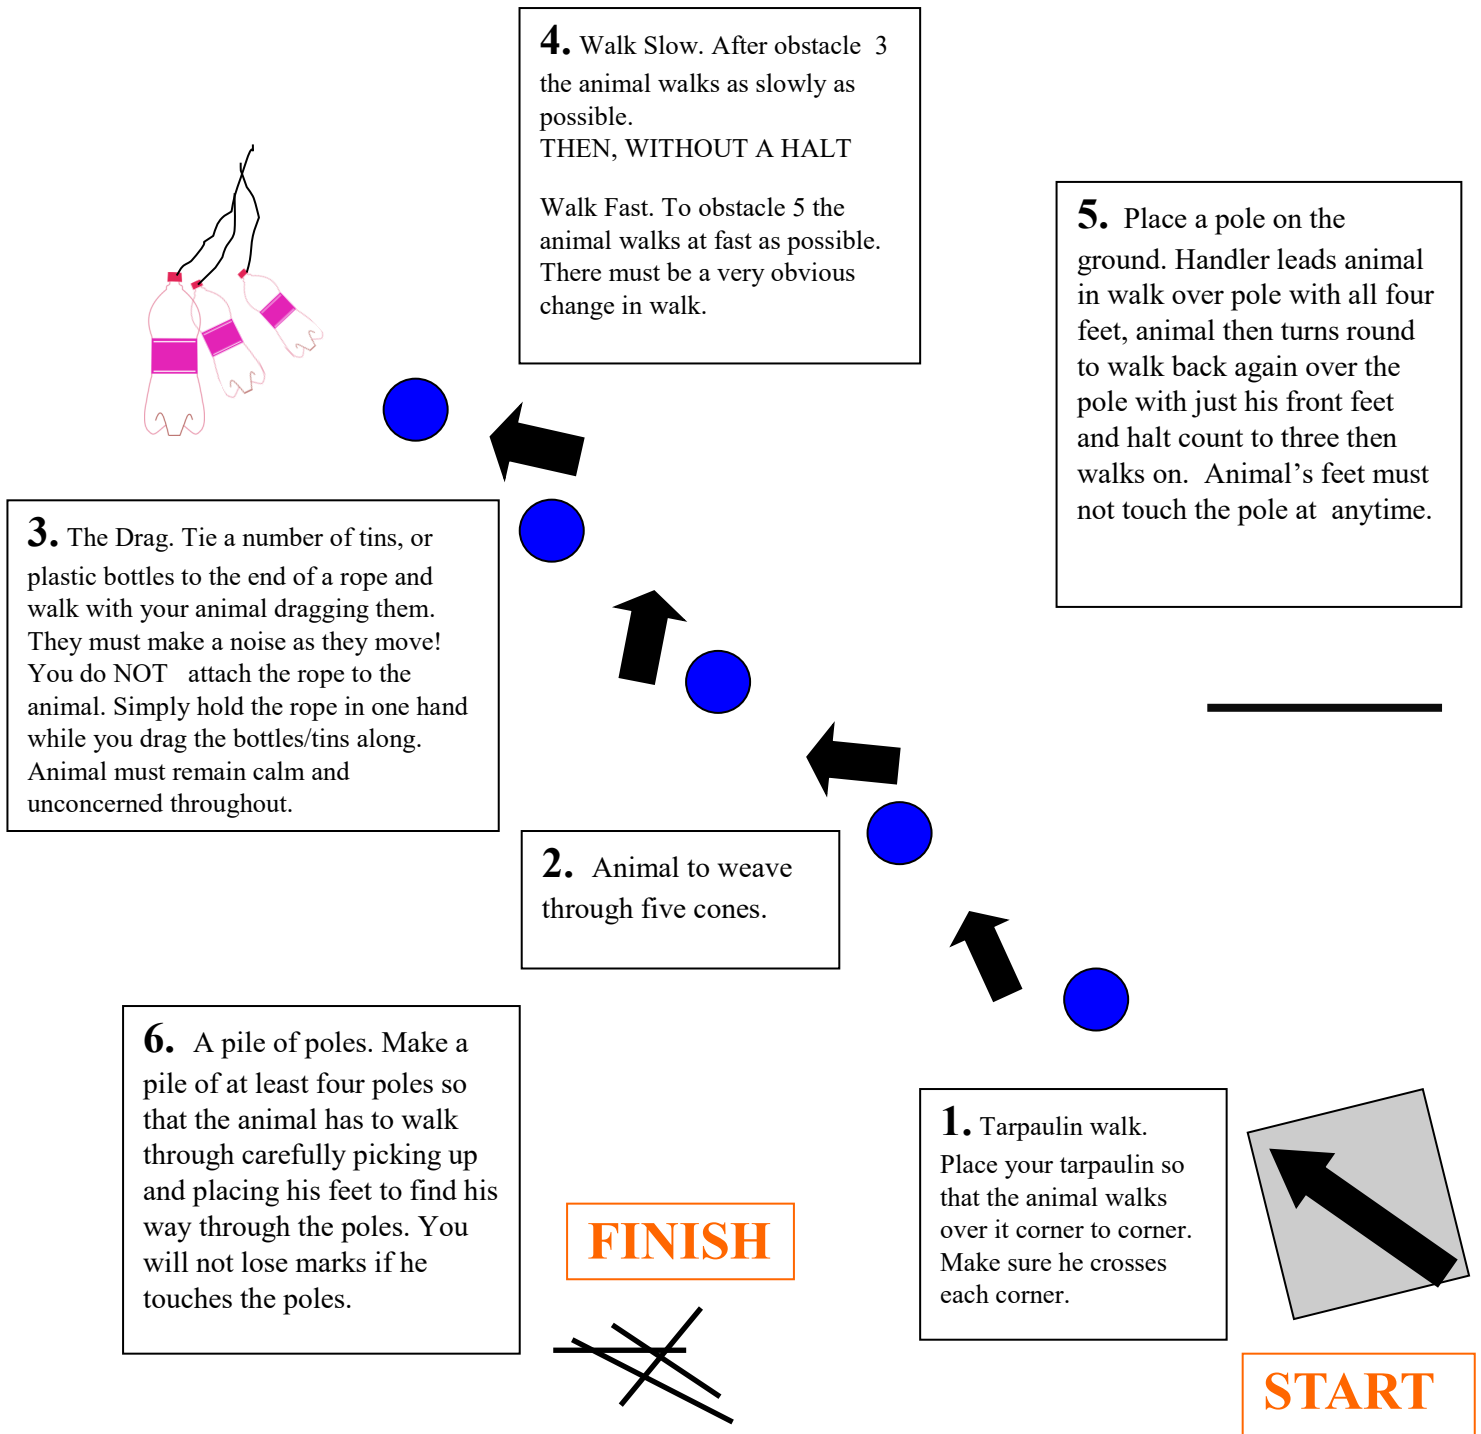 4. Walk Slow. After obstacle  3
the animal walks as slowly as
possible.
THEN, WITHOUT A HALT
Walk Fast. To obstacle 5 the
animal walks at fast as possible.
There must be a very obvious
change in walk.
5.  Place a pole on the
ground. Handler leads animal
in walk over pole with all four
feet, animal then turns round
to walk back again over the
pole with just his front feet
and halt count to three then
walks on.  Animal’s feet must
not touch the pole at  anytime.
3. The Drag. Tie a number of tins, or
plastic bottles to the end of a rope and
walk with your animal dragging them.
They must make a noise as they move!
You do NOT   attach the rope to the
animal. Simply hold the rope in one hand
while you drag the bottles/tins along.
Animal must remain calm and
unconcerned throughout.
2.  Animal to weave
through five cones.
6.  A pile of poles. Make a
pile of at least four poles so
that the animal has to walk
through carefully picking up
and placing his feet to find his
way through the poles. You
will not lose marks if he
touches the poles.
FINISH
1. Tarpaulin walk.
Place your tarpaulin so
that the animal walks
over it corner to corner.
Make sure he crosses
each corner.
START